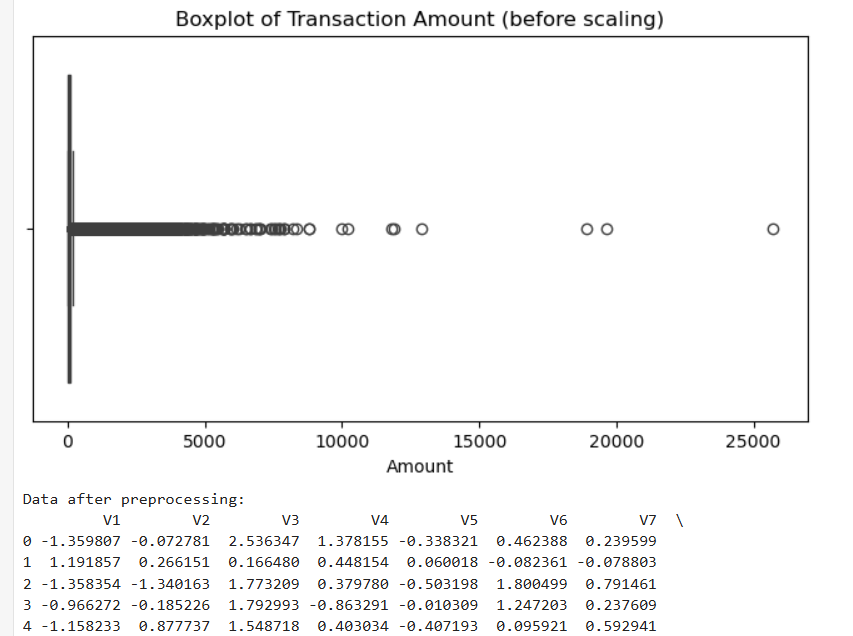 Boxplot of Transaction Amount (before scaling)
0 5000 10000 15000 20000 25000
Amount
Data after preprocessing:
V1 V2 V3 V4 V5 V6 V7 \
0 -1.359807 -0.072781 2.536347 1.378155 -0.338321 0.462388 0.239599
1 1.191857 0.266151 0.166480 0.448154 0.060018 -0.082361 -0.078803
2 -1.358354 -1.340163 1.773209 0.379780 -0.503198 1.800499 0.791461
3 -0.966272 -0.185226 1.792993 -0.863291 -0.010309 1.247203 0.237609
4 -1.158233 0.877737 1.548718 0.403034 -0.407193 0.095921 0.592941